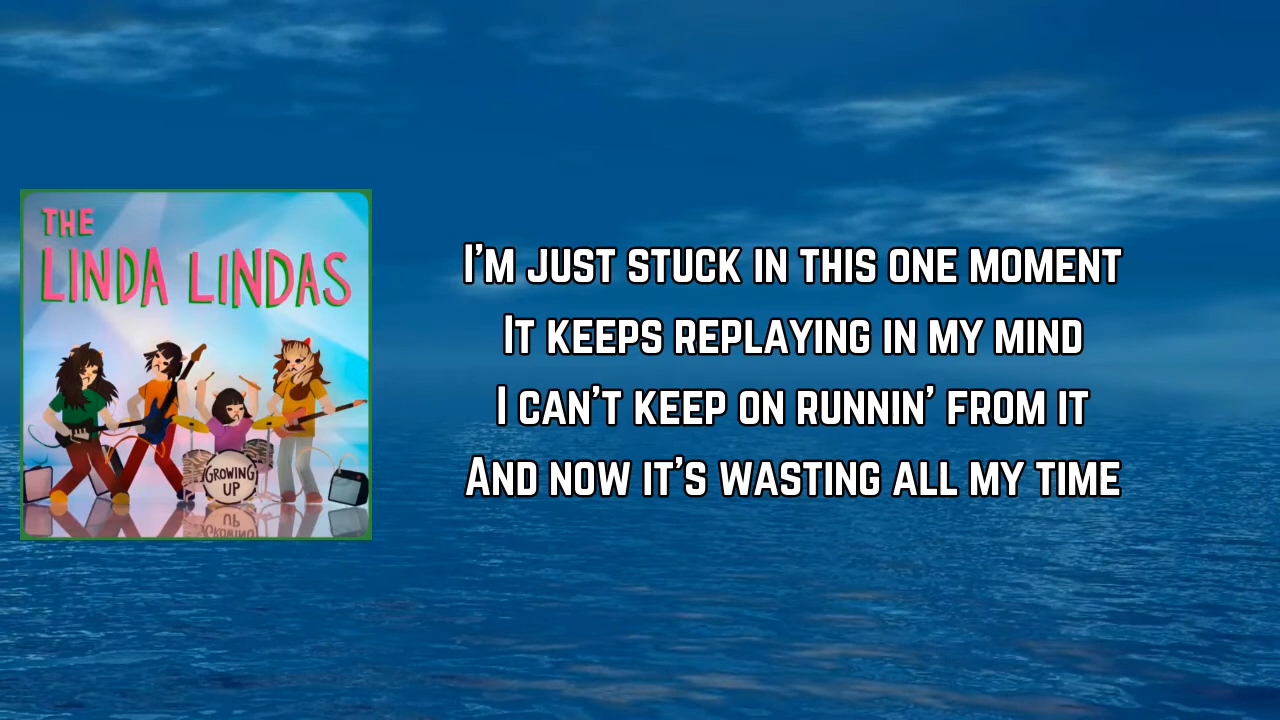 THE
LINDA LINDAS
GROWING
UP
I'M JUST STUCK IN THIS ONE MOMENT
IT KEEPS REPLAYING IN MY MIND
I CAN'T KEEP ON RUNNIN' FROM IT
AND NOW IT'S WASTING ALL MY TIME